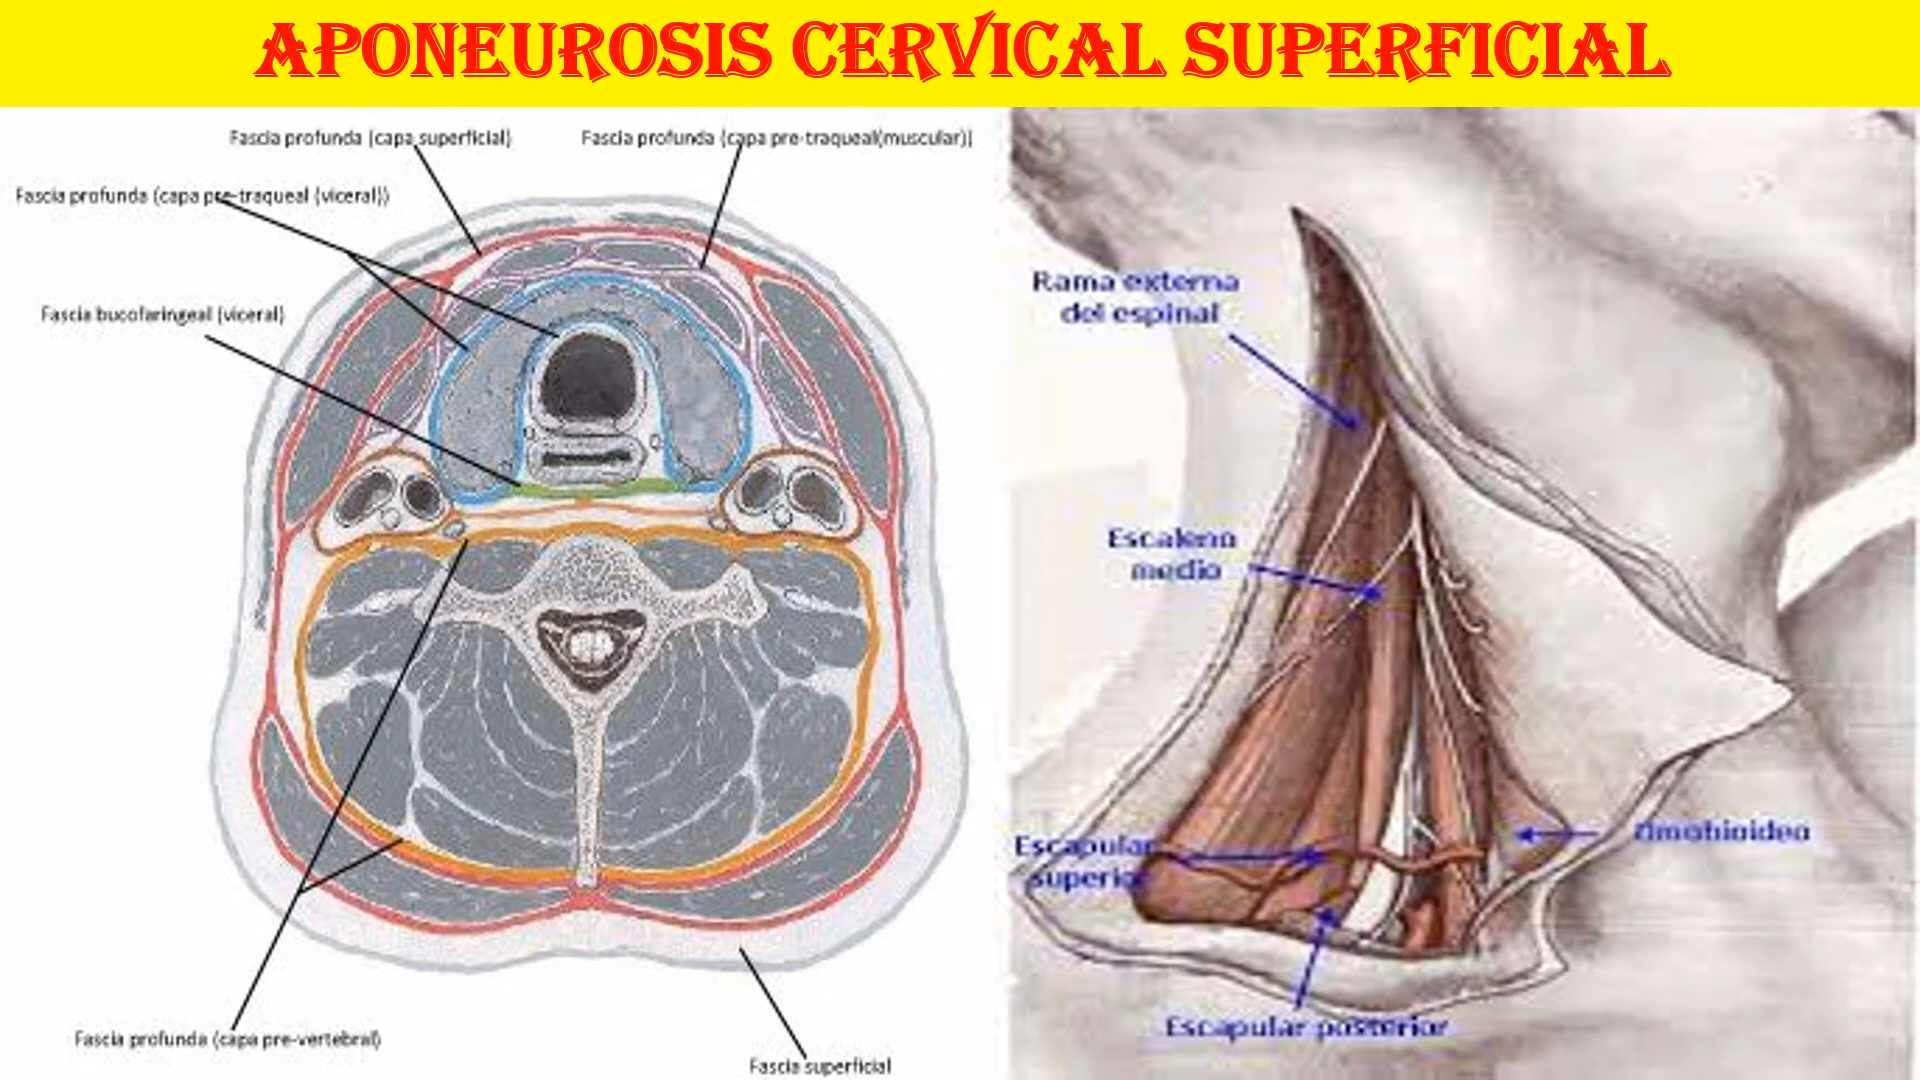 APONEUROSIS CERVICAL SUPERFICIAL
Fascia profunda (capa superficial)
Fascia profunda (capa pre-traqueal(muscular))
Fascia profunda (capa pre-traqueal (viceral))
Fascia bucofaringeal (viceral)
Fascia profunda (capa pre-vertebral)
Fascia superficial
Rama externa
del espinal
Escaleno
medio
Escapular
superior
Omohioideo
Escapular posterior